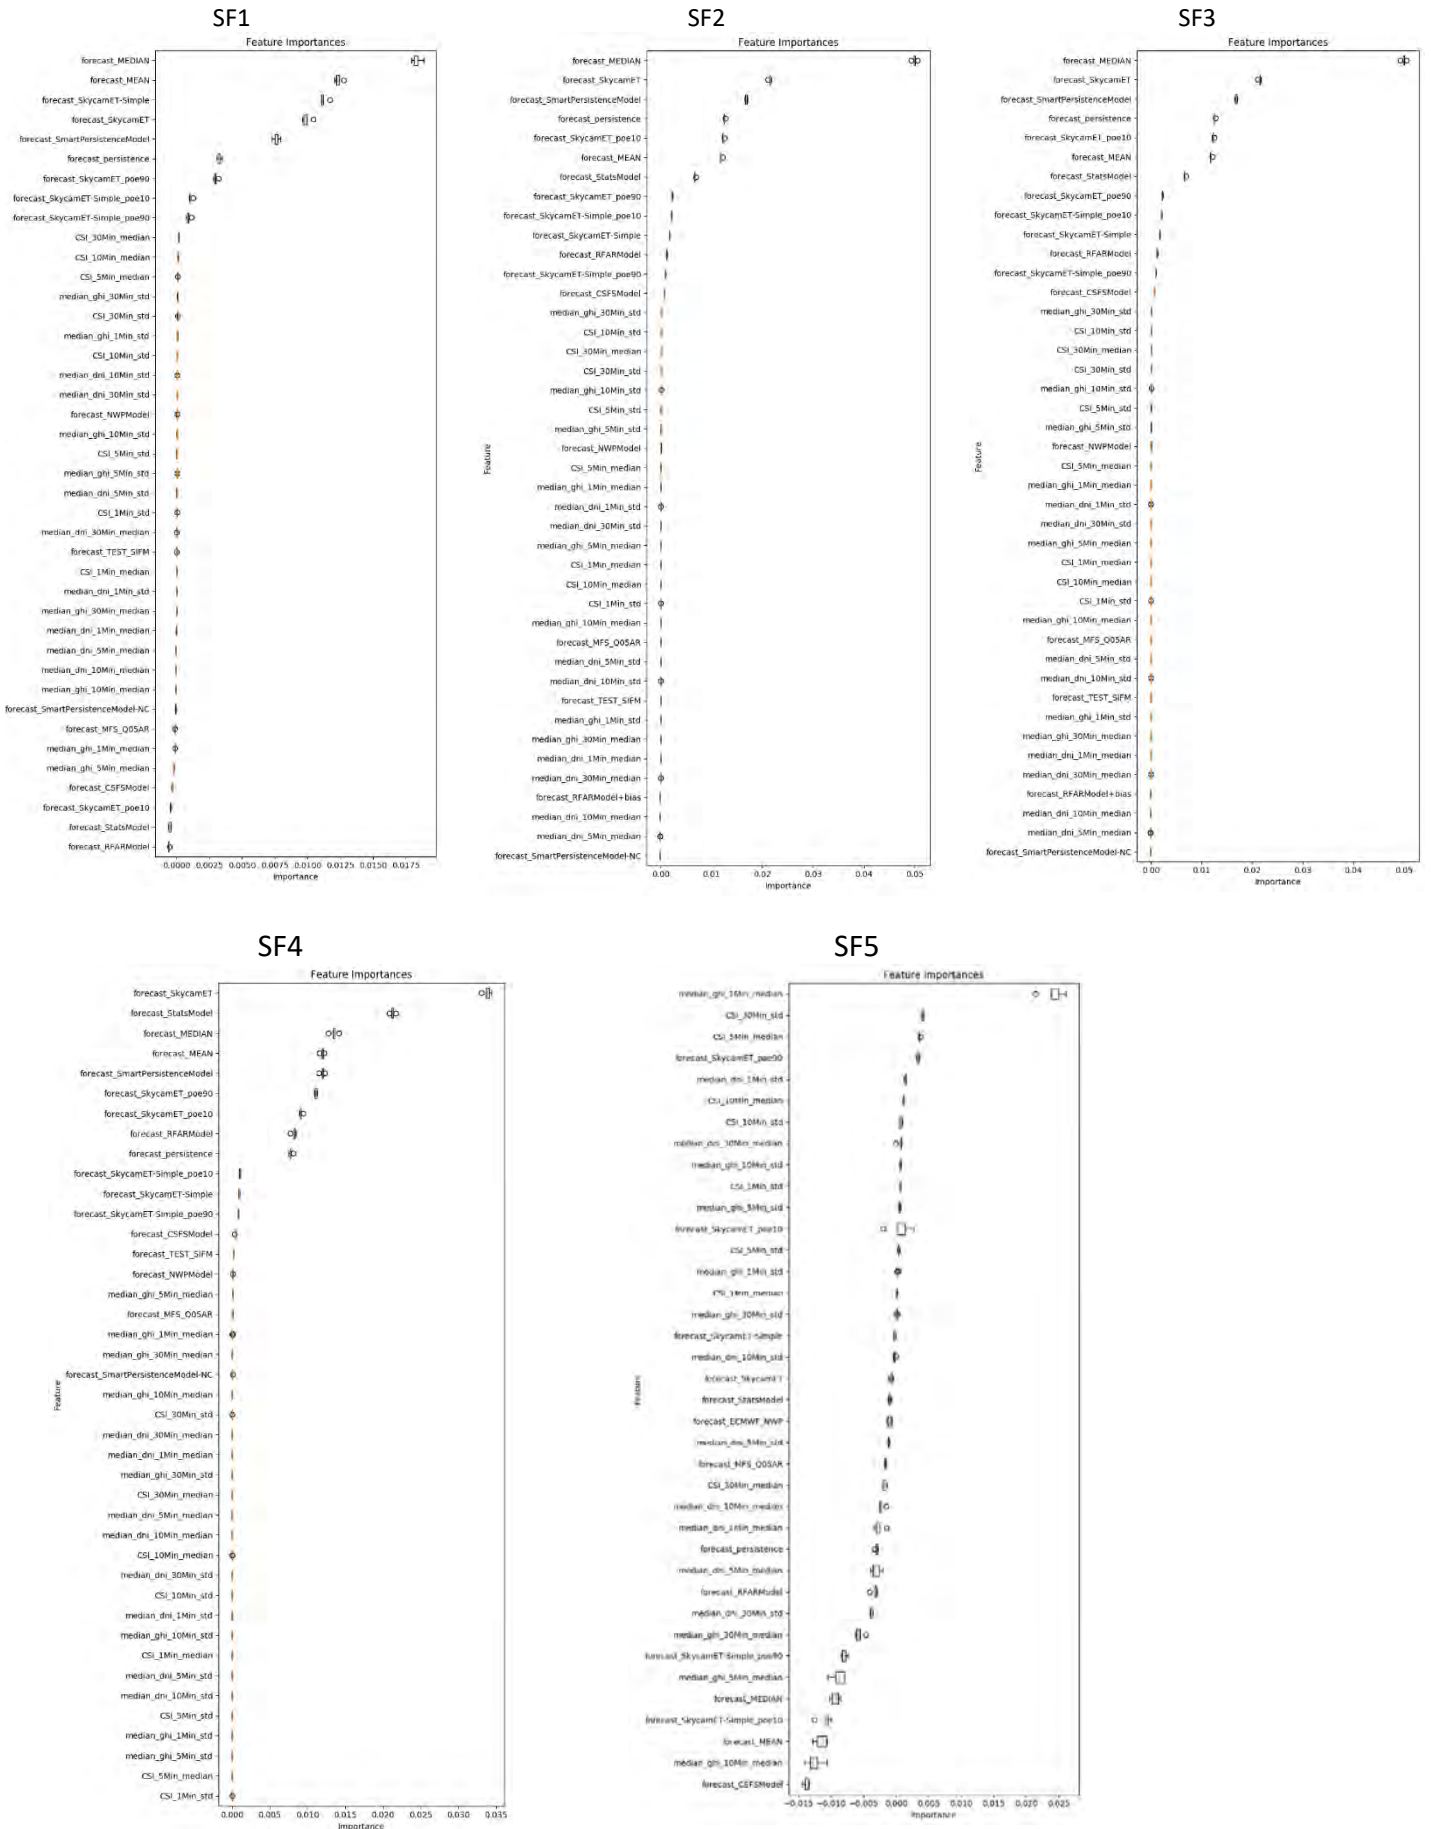 SF1
Feature Importances
forecast_MEDIAN
forecast_MEAN
forecast_SkycamET-Simple
forecast_SkycamET
forecast_SmartPersistenceModel
forecast_persistence
forecast_SkycamET_poe90
forecast_SkycamET-Simple_poe10
forecast_SkycamET-Simple_poe90
CSI_30Min_median
CSI_10Min_median
CSI_5Min_median
median_ghi_30Min_std
CSI_30Min_std
median_ghi_1Min_std
CSI_10Min_std
median_dni_10Min_std
median_dni_30Min_std
forecast_NWPModel
median_ghi_10Min_std
CSI_5Min_std
median_ghi_5Min_std
median_dni_5Min_std
CSI_1Min_std
median_dni_30Min_median
forecast_TEST_SIFM
CSI_1Min_median
median_dni_1Min_std
median_ghi_30Min_median
median_dni_1Min_median
median_dni_5Min_median
median_dni_10Min_median
median_ghi_10Min_median
forecast_SmartPersistenceModel-NC
forecast_MFS_Q05AR
median_ghi_1Min_median
median_ghi_5Min_median
forecast_CSFSModel
forecast_SkycamET_poe10
forecast_StatsModel
forecast_RFARModel
0.0000 0.0025 0.0050 0.0075 0.0100 0.0125 0.0150 0.0175
Importance
SF2
Feature Importances
Feature
forecast_MEDIAN
forecast_SkycamET
forecast_SmartPersistenceModel
forecast_persistence
forecast_SkycamET_poe10
forecast_MEAN
forecast_StatsModel
forecast_SkycamET_poe90
forecast_SkycamET-Simple_poe10
forecast_SkycamET-Simple
forecast_RFARModel
forecast_SkycamET-Simple_poe90
forecast_CSFSModel
median_ghi_30Min_std
CSI_10Min_std
CSI_30Min_median
CSI_30Min_std
median_ghi_10Min_std
CSI_5Min_std
median_ghi_5Min_std
forecast_NWPModel
CSI_5Min_median
median_ghi_1Min_median
median_dni_1Min_std
median_dni_30Min_std
median_ghi_5Min_median
CSI_1Min_median
CSI_10Min_median
CSI_1Min_std
median_ghi_10Min_median
forecast_MFS_Q05AR
median_dni_5Min_std
median_dni_10Min_std
forecast_TEST_SIFM
median_ghi_1Min_std
median_ghi_30Min_median
median_dni_1Min_median
median_dni_30Min_median
forecast_RFARModel+bias
median_dni_10Min_median
median_dni_5Min_median
forecast_SmartPersistenceModel-NC
0.00 0.01 0.02 0.03 0.04 0.05
Importance
SF3
Feature Importances
Feature
forecast_MEDIAN
forecast_SkycamET
forecast_SmartPersistenceModel
forecast_persistence
forecast_SkycamET_poe10
forecast_MEAN
forecast_StatsModel
forecast_SkycamET_poe90
forecast_SkycamET-Simple_poe10
forecast_SkycamET-Simple
forecast_RFARModel
forecast_SkycamET-Simple_poe90
forecast_CSFSModel
median_ghi_30Min_std
CSI_10Min_std
CSI_30Min_median
CSI_30Min_std
median_ghi_10Min_std
CSI_5Min_std
median_ghi_5Min_std
forecast_NWPModel
CSI_5Min_median
median_ghi_1Min_median
median_dni_1Min_std
median_dni_30Min_std
median_ghi_5Min_median
CSI_1Min_median
CSI_10Min_median
CSI_1Min_std
median_ghi_10Min_median
forecast_MFS_Q05AR
median_dni_5Min_std
median_dni_10Min_std
forecast_TEST_SIFM
median_ghi_1Min_std
median_ghi_30Min_median
median_dni_1Min_median
median_dni_30Min_median
forecast_RFARModel+bias
median_dni_10Min_median
median_dni_5Min_median
forecast_SmartPersistenceModel-NC
0.00 0.01 0.02 0.03 0.04 0.05
Importance
SF4
Feature Importances
Feature
forecast_SkycamET
forecast_StatsModel
forecast_MEDIAN
forecast_MEAN
forecast_SmartPersistenceModel
forecast_SkycamET_poe90
forecast_SkycamET_poe10
forecast_RFARModel
forecast_persistence
forecast_SkycamET-Simple_poe10
forecast_SkycamET-Simple
forecast_SkycamET-Simple_poe90
forecast_CSFSModel
forecast_TEST_SIFM
forecast_NWPModel
median_ghi_5Min_median
forecast_MFS_Q05AR
median_ghi_1Min_median
median_ghi_30Min_median
forecast_SmartPersistenceModel-NC
median_ghi_10Min_median
CSI_30Min_std
median_dni_30Min_median
median_dni_1Min_median
median_ghi_30Min_std
CSI_30Min_median
median_dni_5Min_median
median_dni_10Min_median
CSI_10Min_median
median_dni_30Min_std
CSI_10Min_std
median_dni_1Min_std
median_ghi_10Min_std
CSI_1Min_median
median_dni_5Min_std
median_dni_10Min_std
CSI_5Min_std
median_ghi_1Min_std
median_ghi_5Min_std
CSI_5Min_median
CSI_1Min_std
0.000 0.005 0.010 0.015 0.020 0.025 0.030 0.035
Importance
SF5
Feature Importances
Feature
median_ghi_1Min_median
CSI_30Min_std
CSI_5Min_median
forecast_SkycamET_poe90
median_dni_1Min_std
CSI_10Min_median
CSI_10Min_std
median_dni_30Min_median
median_ghi_10Min_std
CSI_1Min_std
median_ghi_5Min_std
forecast_SkycamET_poe10
CSI_5Min_std
median_ghi_1Min_std
CSI_1Min_median
median_ghi_30Min_std
forecast_SkycamET-Simple
median_dni_10Min_std
forecast_SkycamET
forecast_StatsModel
forecast_ECMWF_NWP
median_dni_5Min_std
forecast_MFS_Q05AR
CSI_30Min_median
median_dni_10Min_median
median_dni_1Min_median
forecast_persistence
median_dni_5Min_median
forecast_RFARModel
median_dni_30Min_std
median_ghi_30Min_median
forecast_SkycamET-Simple_poe90
median_ghi_5Min_median
forecast_MEDIAN
forecast_SkycamET-Simple_poe10
forecast_MEAN
median_ghi_10Min_median
forecast_CSFSModel
−0.015 −0.010 −0.005 0.000 0.005 0.010 0.015 0.020 0.025
Importance